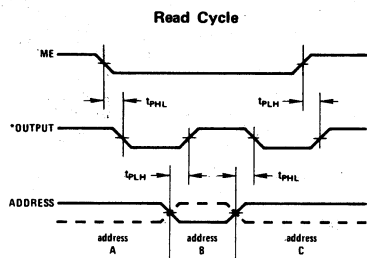 Read Cycle
ME
tPHL
tPLH
*OUTPUT
tPLH
tPHL
ADDRESS
address A
address B
address C